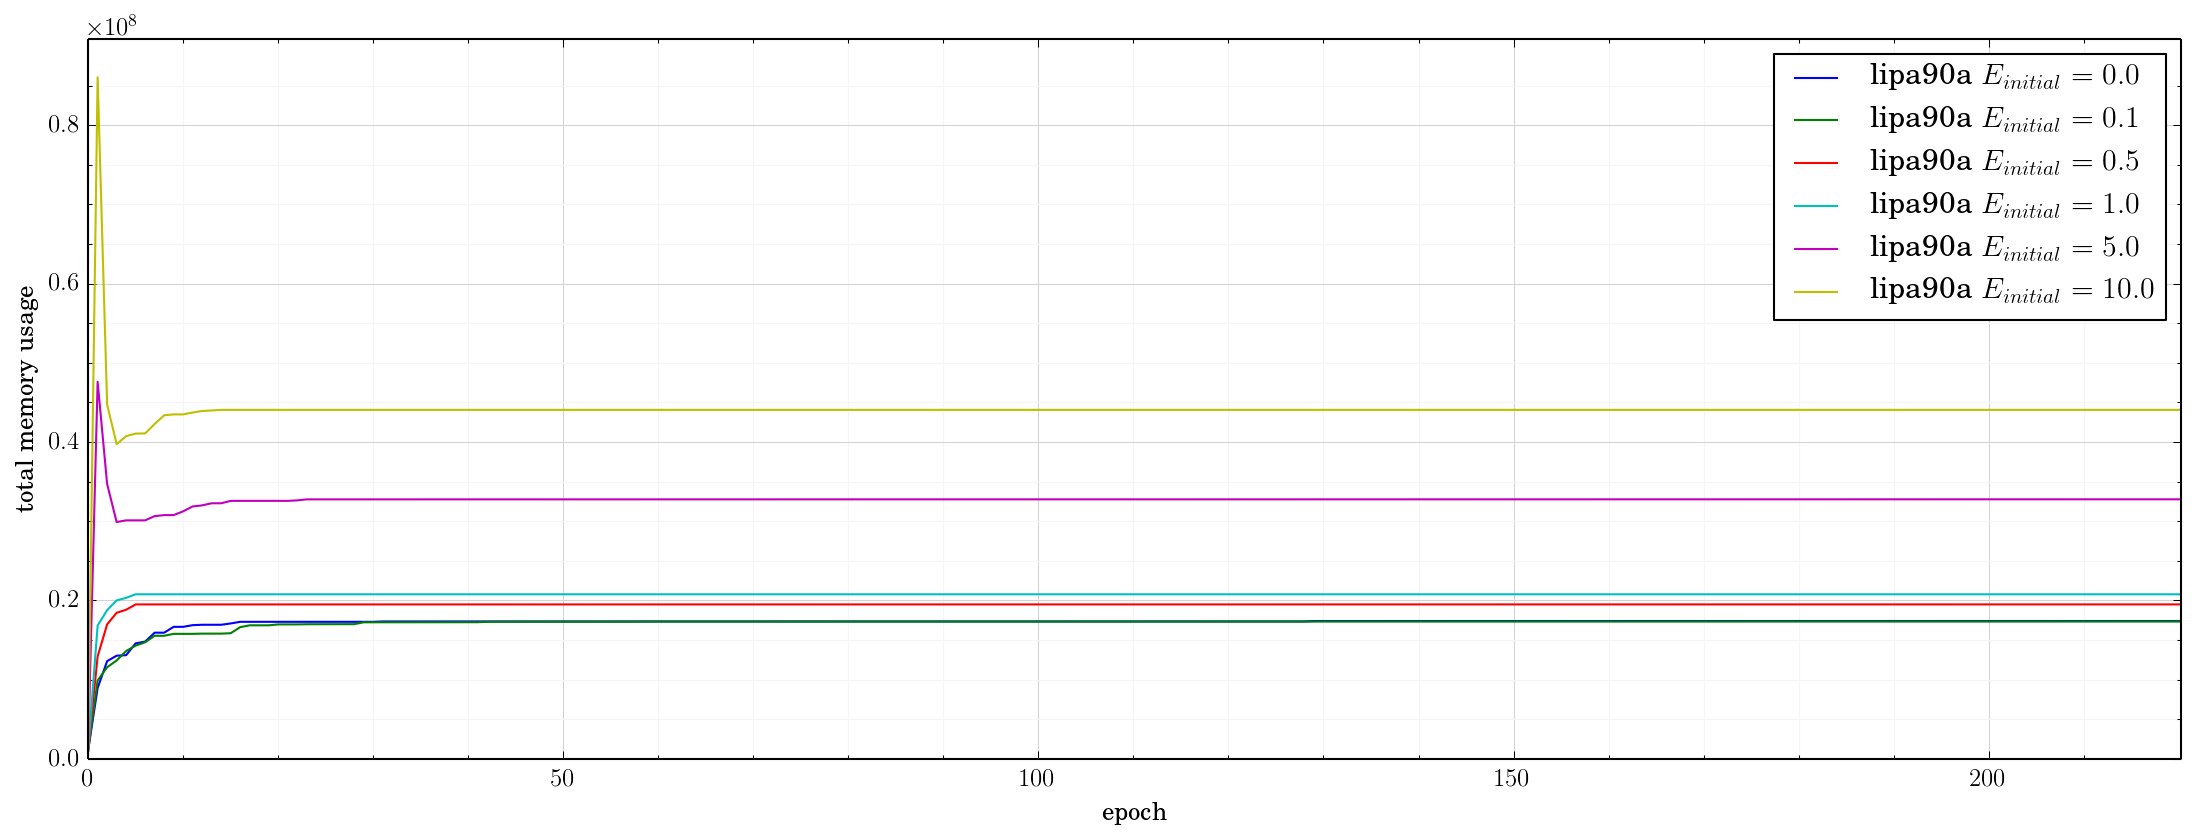 ×10⁸
0.8
0.6
0.4
0.2
0.0
total memory usage
0 50 100 150 200
epoch
lipa90a E_initial = 0.0
lipa90a E_initial = 0.1
lipa90a E_initial = 0.5
lipa90a E_initial = 1.0
lipa90a E_initial = 5.0
lipa90a E_initial = 10.0